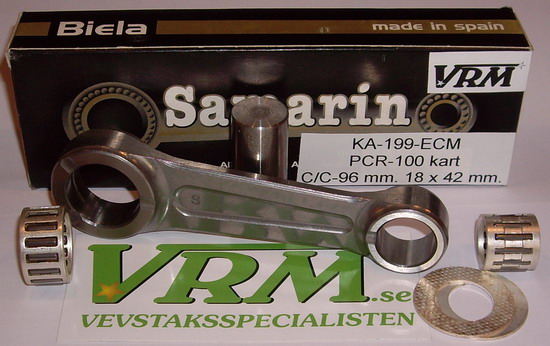 Biela
made in spain
VRM
Samarin
KA-199-ECM
PCR-100 kart
C/C-96 mm. 18 x 42 mm.
S
VRM.se
VEVSTAKSSPECIALISTEN